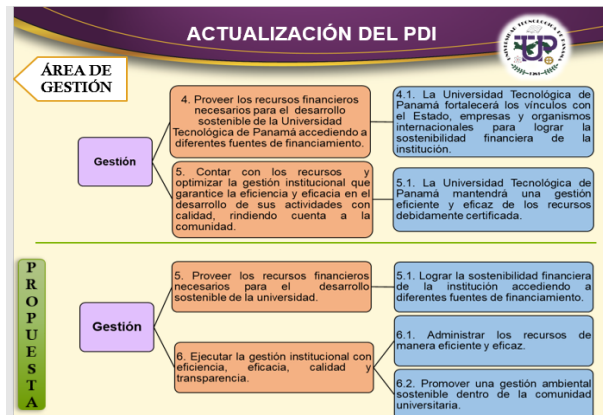 ACTUALIZACIÓN DEL PDI
ÁREA DE
GESTIÓN
Gestión
4. Proveer los recursos financieros
necesarios para el desarrollo
sostenible de la Universidad
Tecnológica de Panamá accediendo a
diferentes fuentes de financiamiento.
4.1. La Universidad Tecnológica de
Panamá fortalecerá los vínculos con
el Estado, empresas y organismos
internacionales para lograr la
sostenibilidad financiera de la
institución.
5. Contar con los recursos y
optimizar la gestión institucional que
garantice la eficiencia y eficacia en el
desarrollo de sus actividades con
calidad, rindiendo cuenta a la
comunidad.
5.1. La Universidad Tecnológica de
Panamá mantendrá una gestión
eficiente y eficaz de los recursos
debidamente certificada.
PROPUESTA
Gestión
5. Proveer los recursos financieros
necesarios para el desarrollo
sostenible de la universidad.
5.1. Lograr la sostenibilidad financiera
de la institución accediendo a
diferentes fuentes de financiamiento.
6. Ejecutar la gestión institucional con
eficiencia, eficacia, calidad y
transparencia.
6.1. Administrar los recursos de
manera eficiente y eficaz.
6.2. Promover una gestión ambiental
sostenible dentro de la comunidad
universitaria.